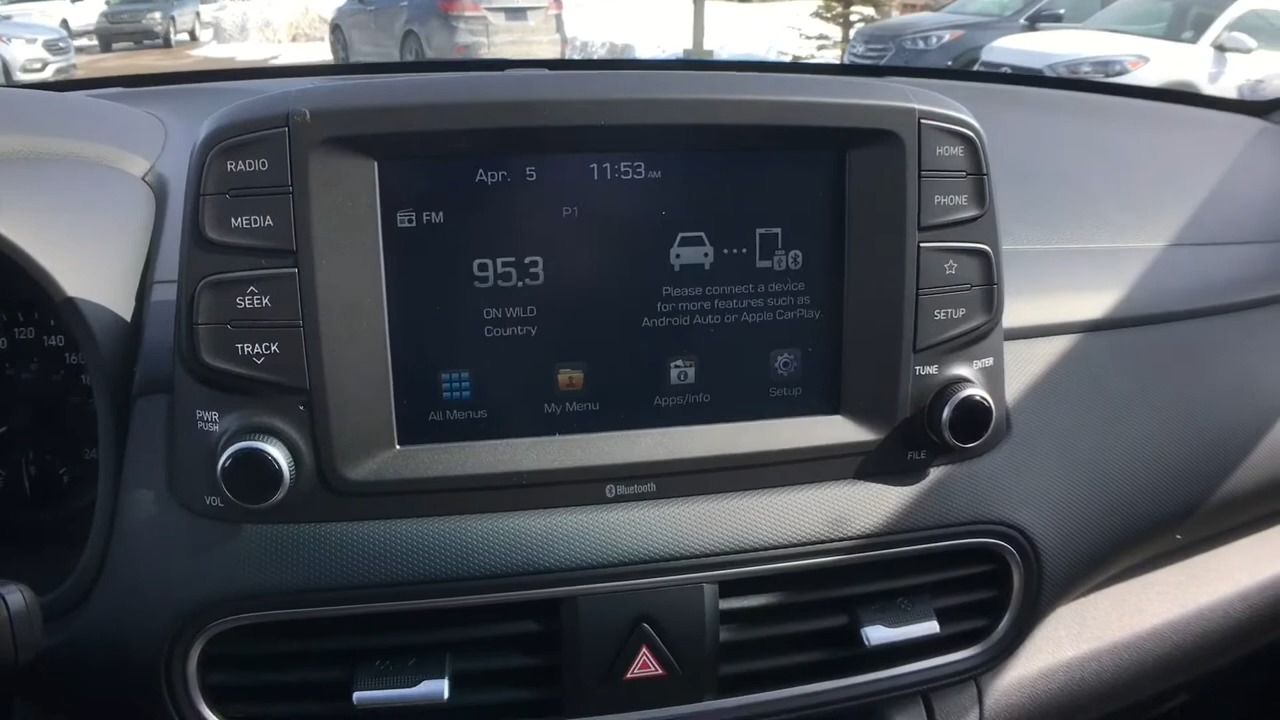 RADIO
MEDIA
SEEK
TRACK
PWR
PUSH
VOL
Apr. 5 11:53 AM
FM
P1
95.3
ON WILD
Country
Please connect a device
for more features such as
Android Auto or Apple CarPlay.
All Menus
My Menu
Apps/Info
Setup
HOME
PHONE
SETUP
TUNE
ENTER
FILE
Bluetooth
120
140